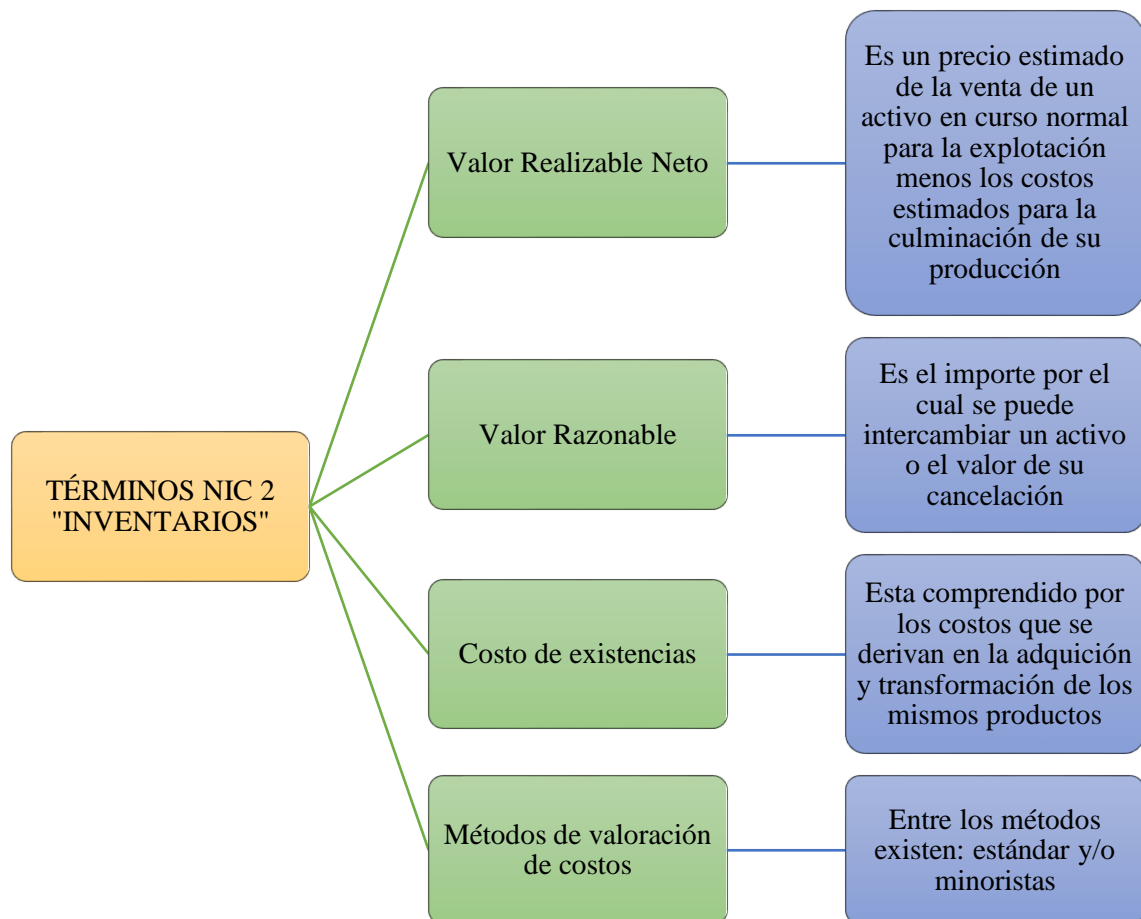 TÉRMINOS NIC 2
"INVENTARIOS"
Valor Realizable Neto
Es un precio estimado
de la venta de un
activo en curso normal
para la explotación
menos los costos
estimados para la
culminación de su
producción
Valor Razonable
Es el importe por el
cual se puede
intercambiar un activo
o el valor de su
cancelación
Costo de existencias
Esta comprendido por
los costos que se
derivan en la adquición
y transformación de los
mismos productos
Métodos de valoración
de costos
Entre los métodos
existen: estándar y/o
minoristas